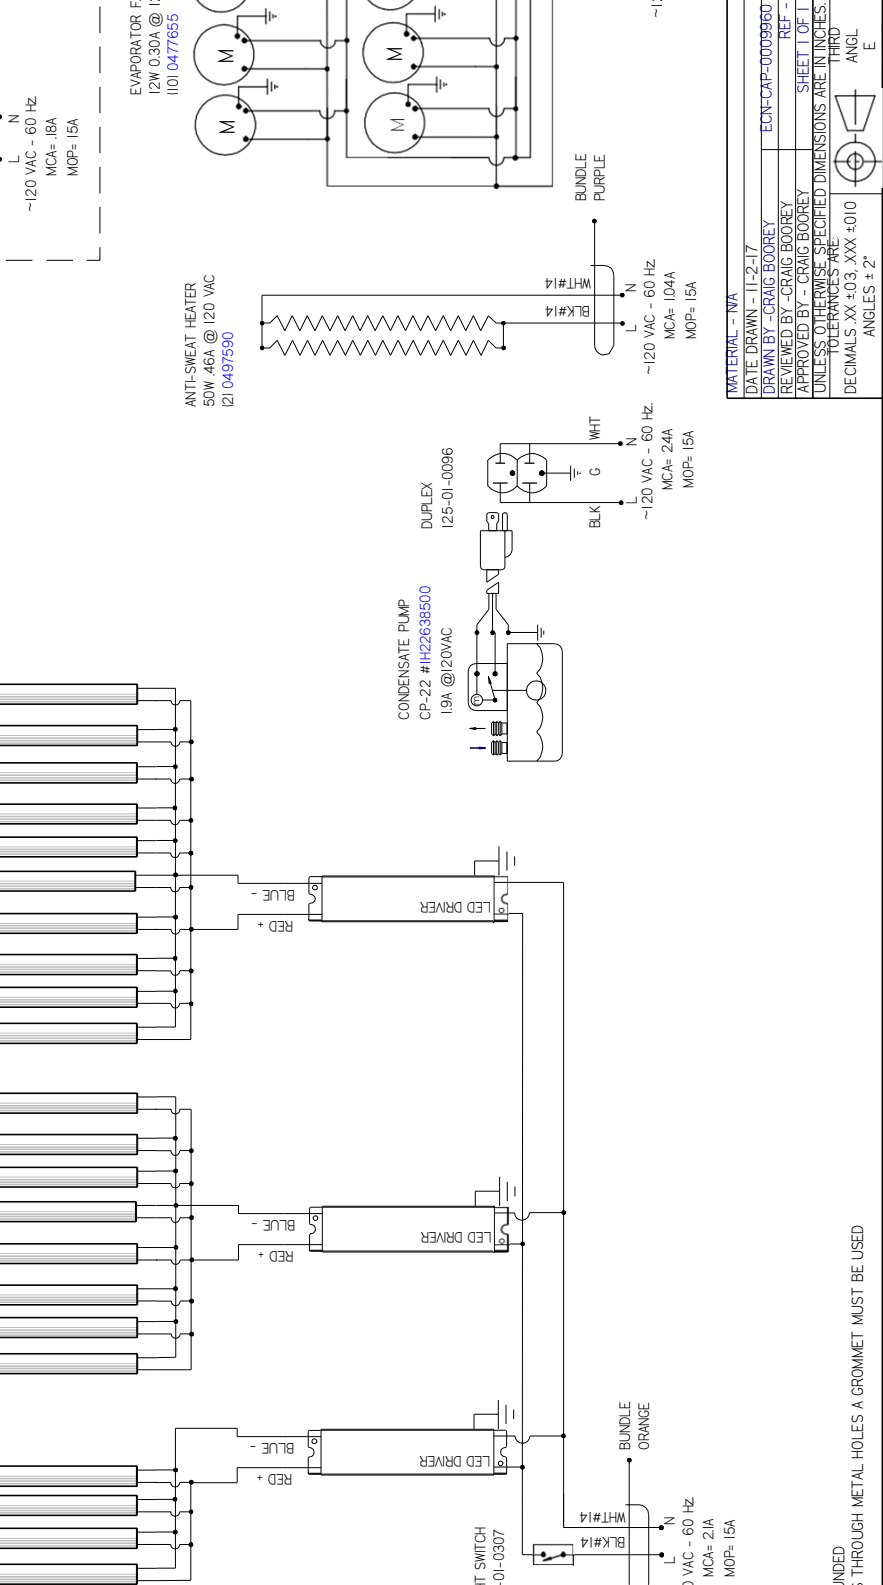 L N
~120 VAC - 60 Hz
MCA= .18A
MOP= 15A
EVAPORATOR
12W 0.30A @
(10) 0477655
M
M
M
M
BUNDLE
PURPLE
ANTI-SWEAT HEATER
50W .46A @ 120 VAC
(2) 0497590
BLK#14
WHT#14
L N
~120 VAC - 60 Hz
MCA= 1.04A
MOP= 15A
DUPLEX
125-01-0096
BLK G WHT
L N
~120 VAC - 60 Hz.
MCA= 2.4A
MOP= 15A
CONDENSATE PUMP
CP-22 #1H22638500
1.9A @120VAC
RED +
BLUE -
LED DRIVER
RED +
BLUE -
LED DRIVER
RED +
BLUE -
LED DRIVER
BUNDLE
ORANGE
SWITCH
-01-0307
BLK#14
WHT#14
L N
VAC - 60 Hz
MCA= 2.1A
MOP= 15A
THROUGH METAL HOLES A GROMMET MUST BE USED
MATERIAL - N/A
DATE DRAWN - 11-2-17
DRAWN BY -CRAIG BOOREY
ECN-CAP-0009960
REVIEWED BY -CRAIG BOOREY
REF -
APPROVED BY - CRAIG BOOREY
SHEET 1 OF 1
UNLESS OTHERWISE SPECIFIED DIMENSIONS ARE IN INCHES.
TOLERANCES ARE:
DECIMALS .XX ±.03, .XXX ±.010
ANGLES ± 2°
THIRD
ANGL
E